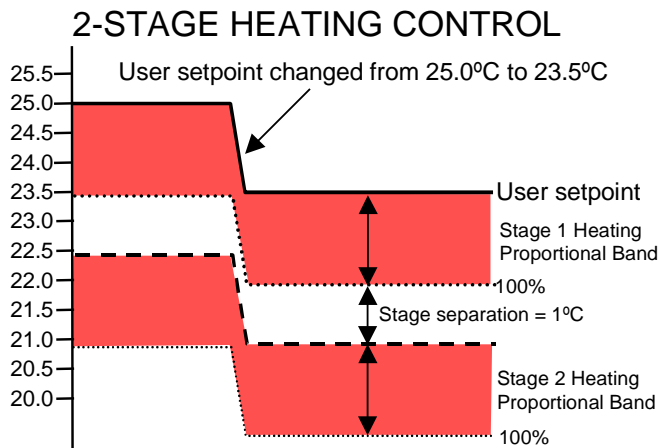 2-STAGE HEATING CONTROL
User setpoint changed from 25.0ºC to 23.5ºC
25.5
25.0
24.5
24.0
23.5
23.0
22.5
22.0
21.5
21.0
20.5
20.0
User setpoint
Stage 1 Heating
Proportional Band
100%
Stage separation = 1ºC
Stage 2 Heating
Proportional Band
100%